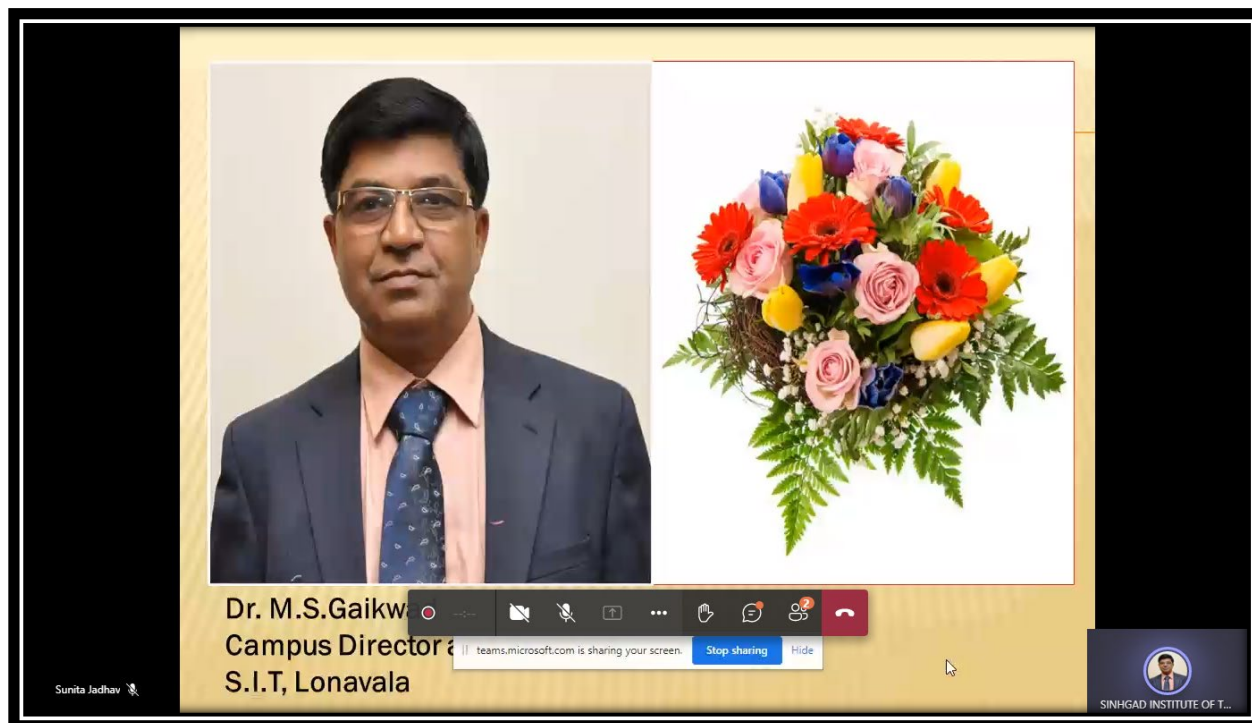 Dr. M.S.Gaikwa
--:--
2
Campus Director a
teams.microsoft.com is sharing your screen.
Stop sharing
Hide
S.I.T, Lonavala
Sunita Jadhav
SINHGAD INSTITUTE OF T...